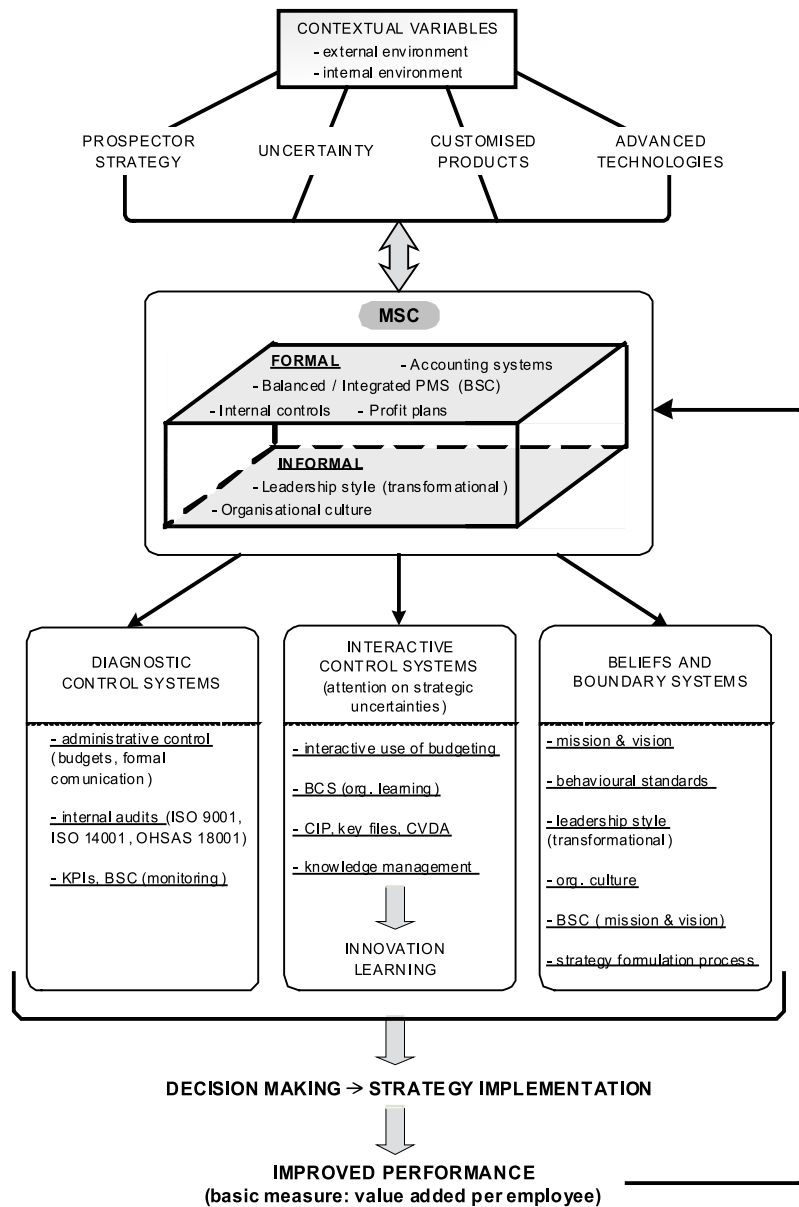 CONTEXTUAL VARIABLES
- external environment
- internal environment
PROSPECTOR
STRATEGY
UNCERTAINTY
CUSTOMISED
PRODUCTS
ADVANCED
TECHNOLOGIES
MSC
FORMAL
- Accounting systems
- Balanced / Integrated PMS (BSC)
- Internal controls - Profit plans
INFORMAL
- Leadership style (transformational)
- Organisational culture
DIAGNOSTIC
CONTROL SYSTEMS
- administrative control
(budgets, formal
comunication)
- internal audits (ISO 9001,
ISO 14001, OHSAS 18001)
- KPIs, BSC (monitoring)
INTERACTIVE
CONTROL SYSTEMS
(attention on strategic
uncertainties)
- interactive use of budgeting
- BCS (org. learning)
- CIP, key files, CVDA
- knowledge management
INNOVATION
LEARNING
BELIEFS AND
BOUNDARY SYSTEMS
- mission & vision
- behavioural standards
- leadership style
(transformational)
- org. culture
- BSC ( mission & vision)
- strategy formulation process
DECISION MAKING → STRATEGY IMPLEMENTATION
IMPROVED PERFORMANCE
(basic measure: value added per employee)